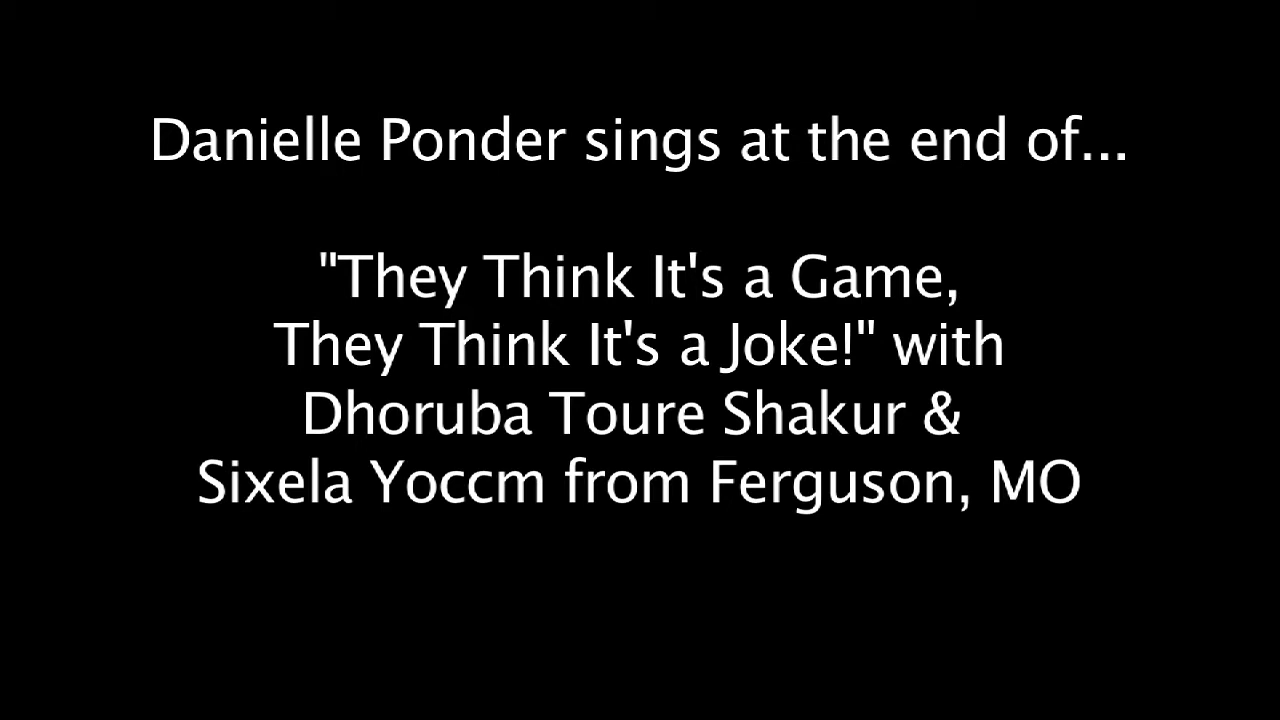 Danielle Ponder sings at the end of...
"They Think It's a Game,
They Think It's a Joke!" with
Dhoruba Toure Shakur &
Sixela Yoccm from Ferguson, MO